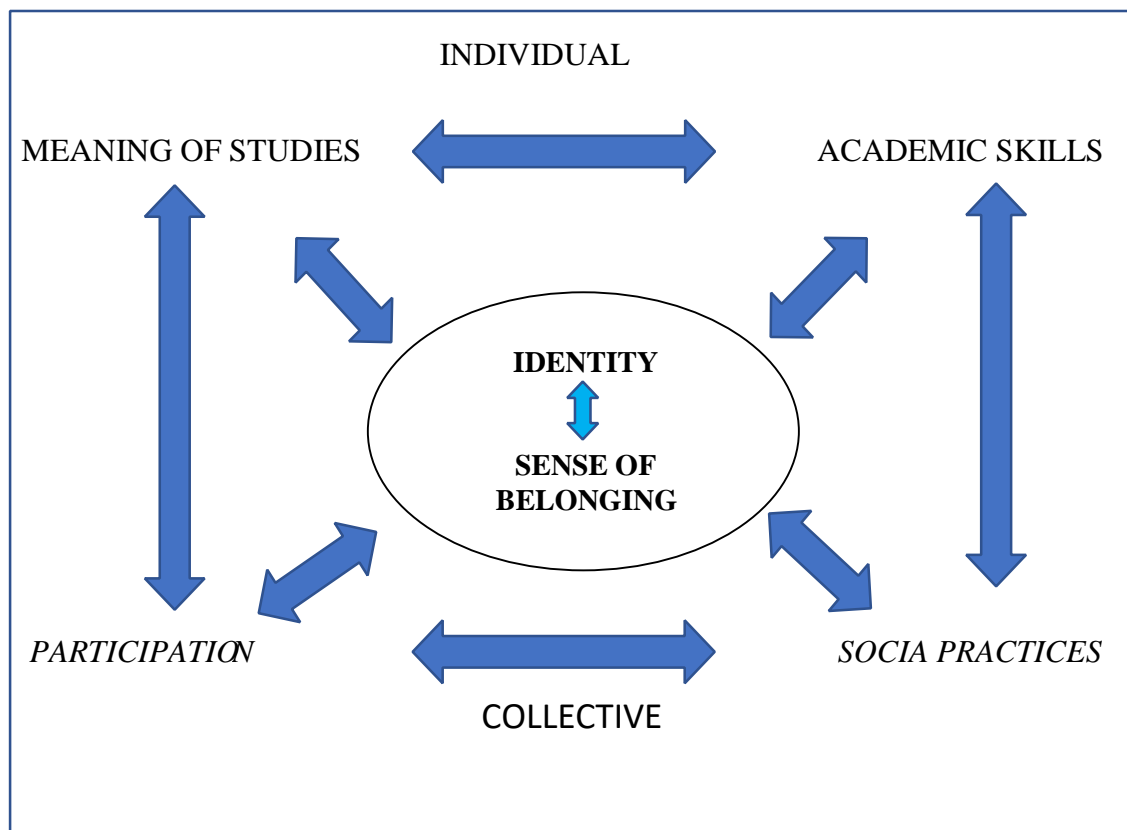 INDIVIDUAL
MEANING OF STUDIES
ACADEMIC SKILLS
IDENTITY
SENSE OF
BELONGING
PARTICIPATION
SOCIA PRACTICES
COLLECTIVE